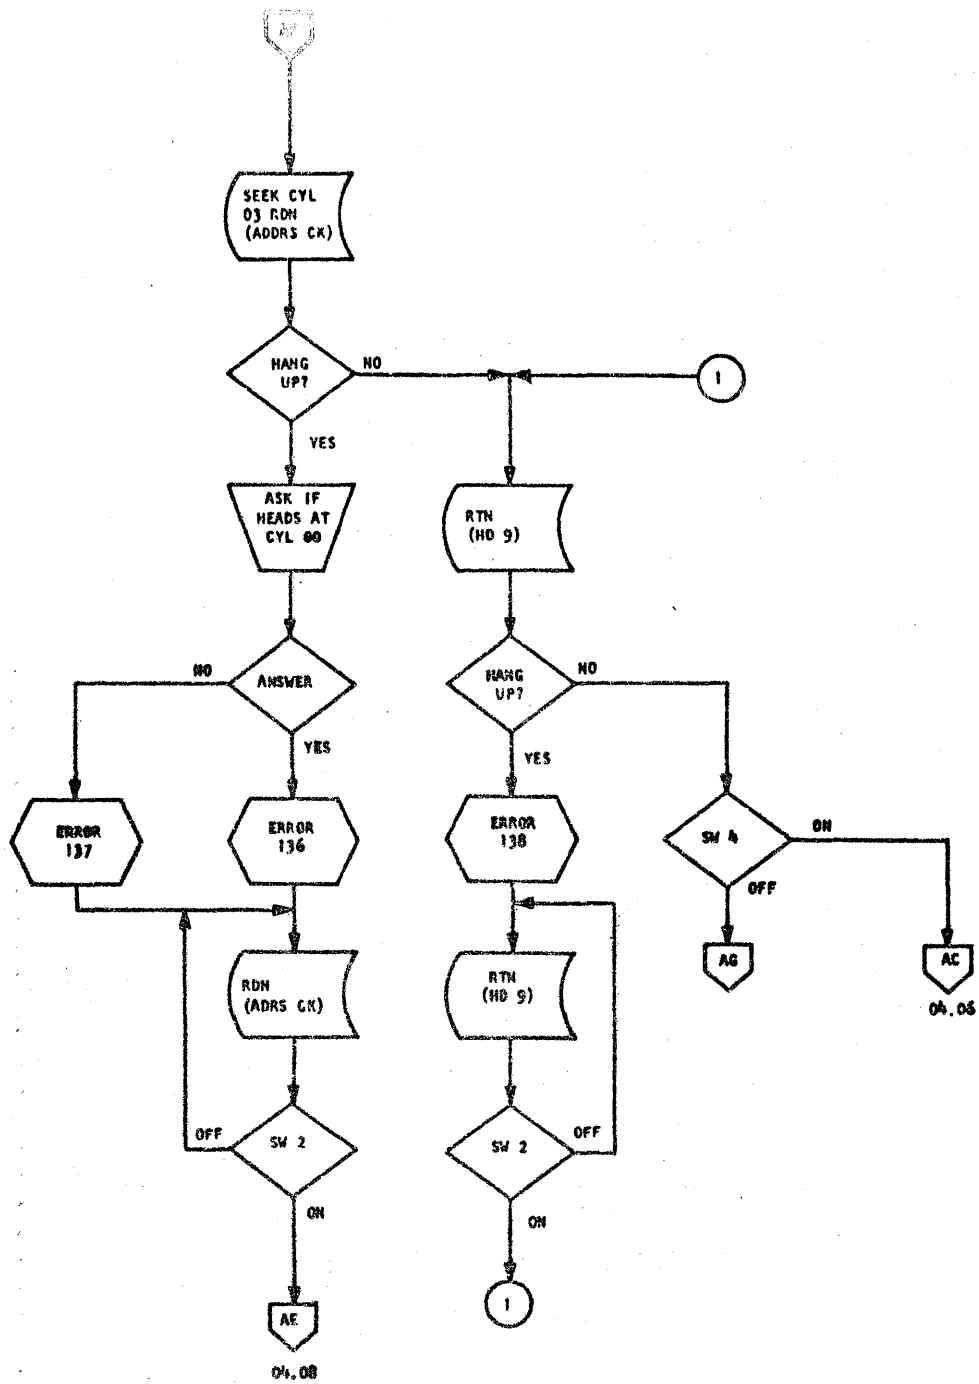 SEEK CYL
03 RDN
(ADDRS CK)
HANG
UP?
NO
1
YES
ASK IF
HEADS AT
CYL 00
RTN
(HD 9)
NO
ANSWER
YES
HANG
UP?
NO
YES
ERROR
137
ERROR
136
ERROR
138
SW 4
ON
OFF
AG
AC
RDN
(ADRS CK)
RTN
(HD 9)
OFF
SW 2
ON
SW 2
OFF
ON
AE
04.08
1